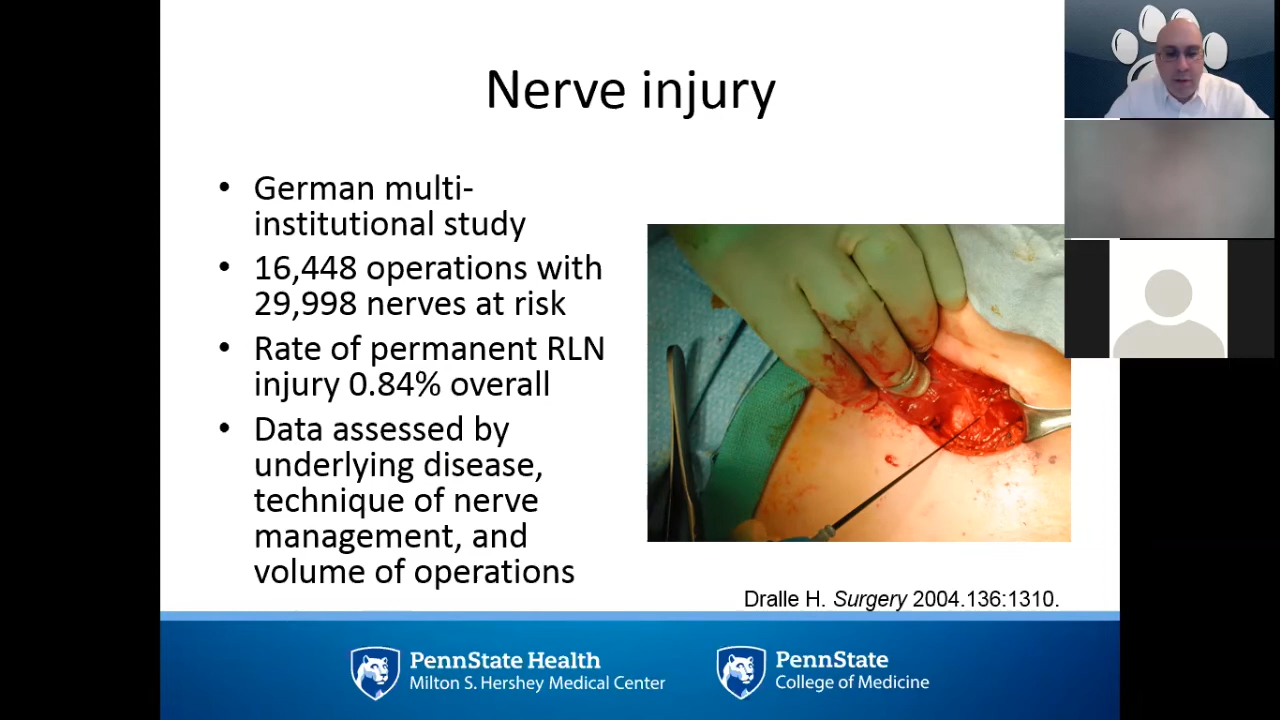 Nerve injury
• German multi-
institutional study
• 16,448 operations with
29,998 nerves at risk
• Rate of permanent RLN
injury 0.84% overall
• Data assessed by
underlying disease,
technique of nerve
management, and
volume of operations
Dralle H. Surgery 2004.136:1310.
PennState Health
Milton S. Hershey Medical Center
PennState
College of Medicine